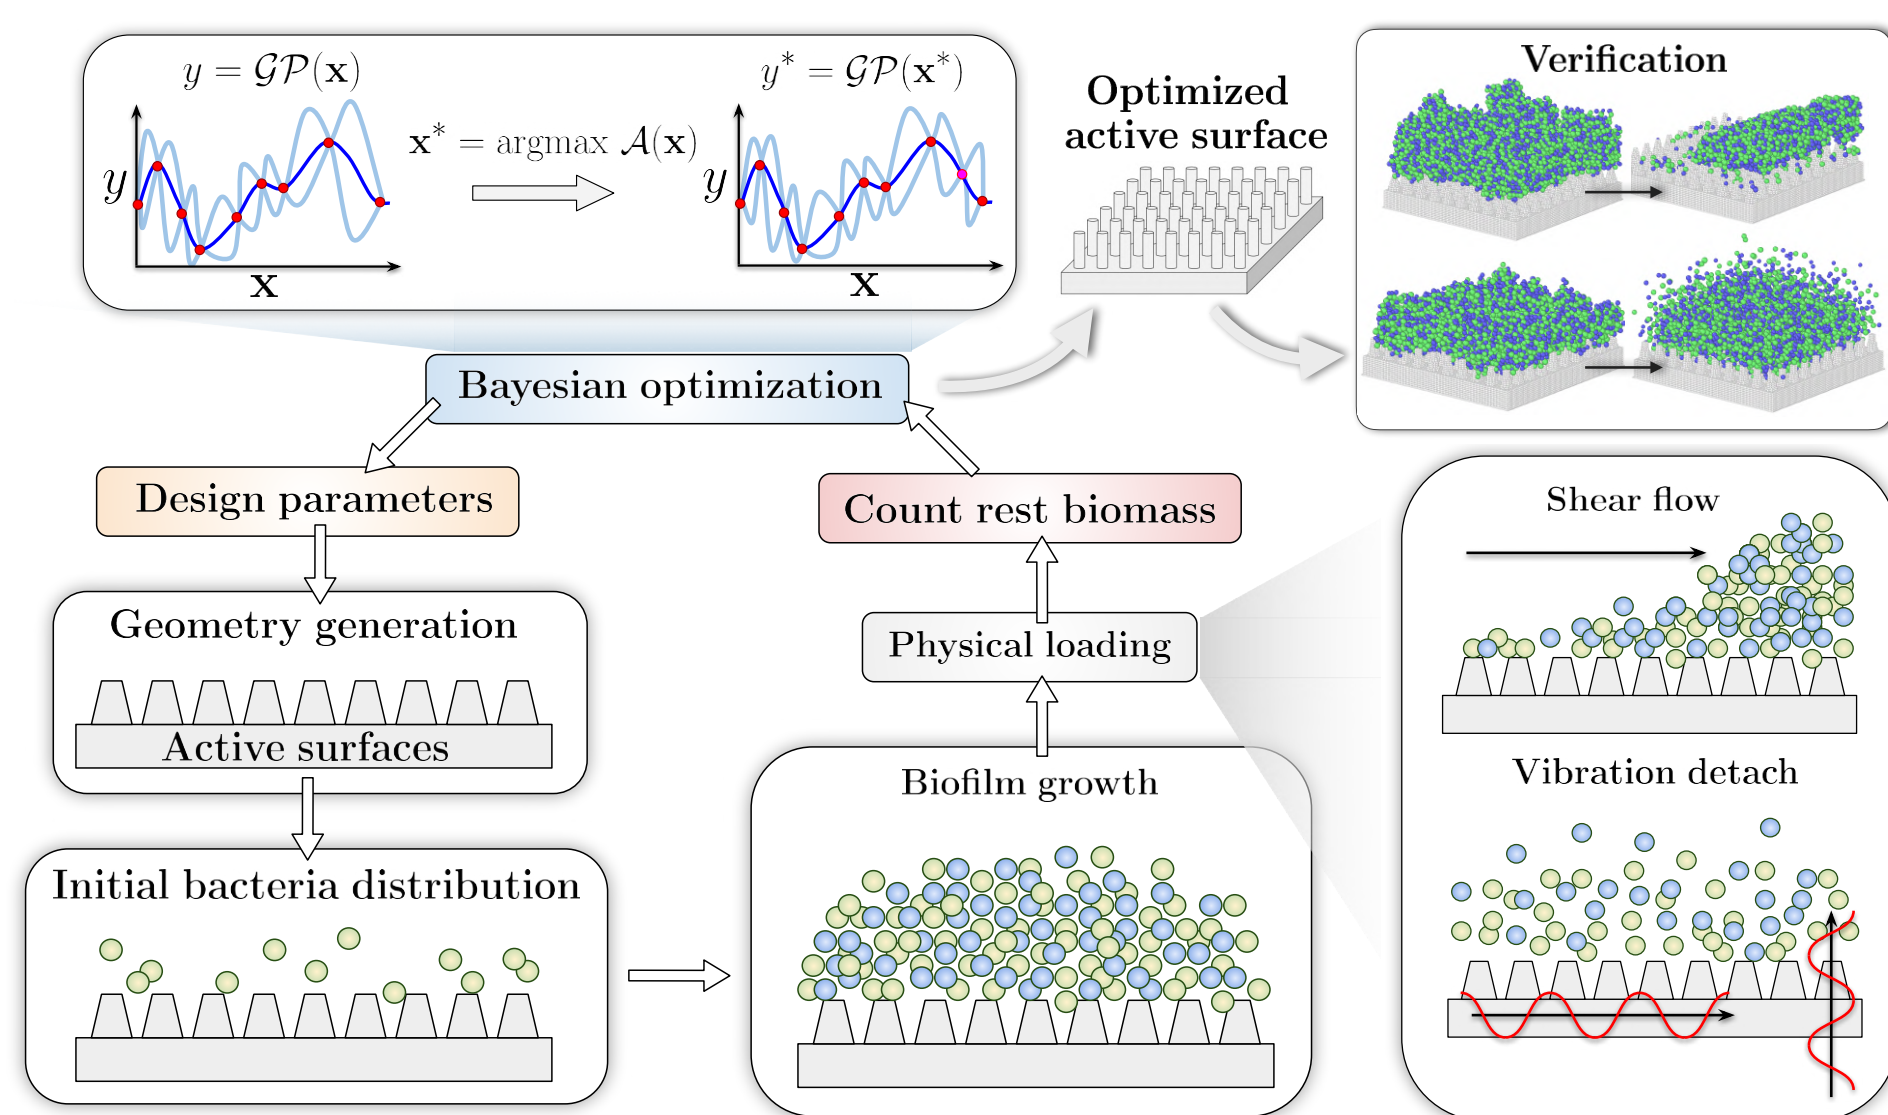 y = 𝒢𝒫(x)
y
x
x* = argmax 𝒜(x)
y* = 𝒢𝒫(x*)
y
x
Optimized
active surface
Verification
Bayesian optimization
Design parameters
Geometry generation
Active surfaces
Initial bacteria distribution
Biofilm growth
Physical loading
Count rest biomass
Shear flow
Vibration detach